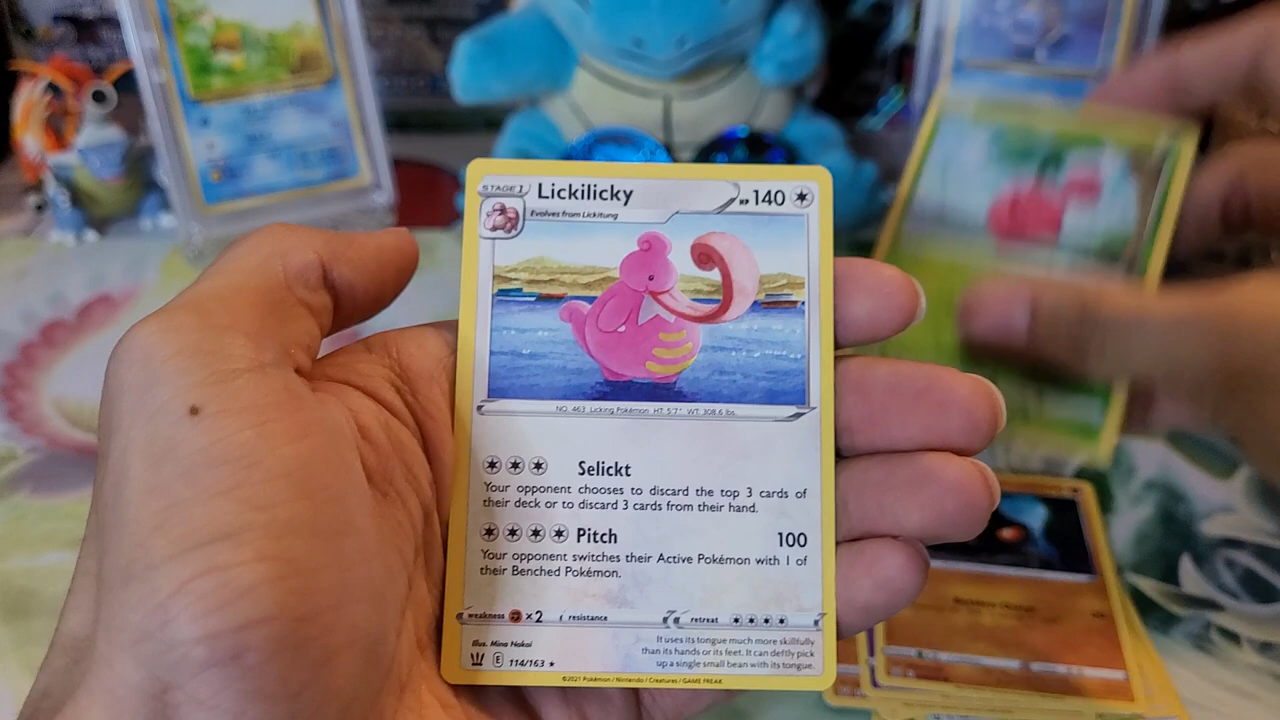 STAGE 1
Lickilicky
HP 140
Evolves from Lickitung
NO. 463 Licking Pokémon HT: 5'7" WT: 308.6 lbs.
Selickt
Your opponent chooses to discard the top 3 cards of
their deck or to discard 3 cards from their hand.
Pitch 100
Your opponent switches their Active Pokémon with 1 of
their Benched Pokémon.
weakness ×2 resistance retreat
Illus. Mina Nakai
It uses its tongue much more skillfully
than its hands or its feet. It can deftly pick
up a single small bean with its tongue.
E 114/163 ★
©2021 Pokémon / Nintendo / Creatures / GAME FREAK